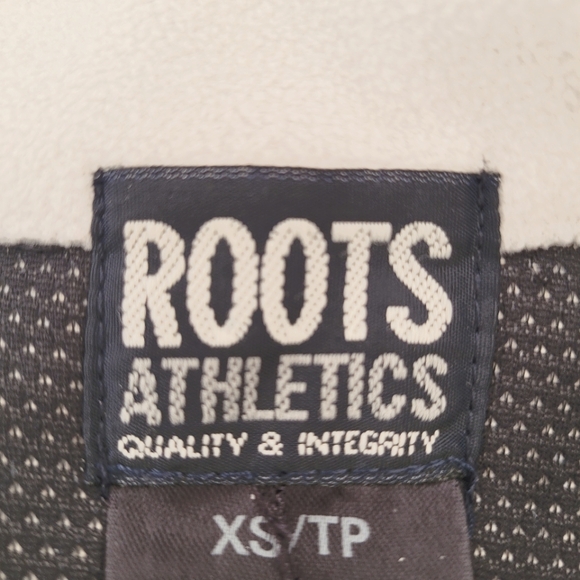 ROOTS
ATHLETICS
QUALITY & INTEGRITY
XS/TP